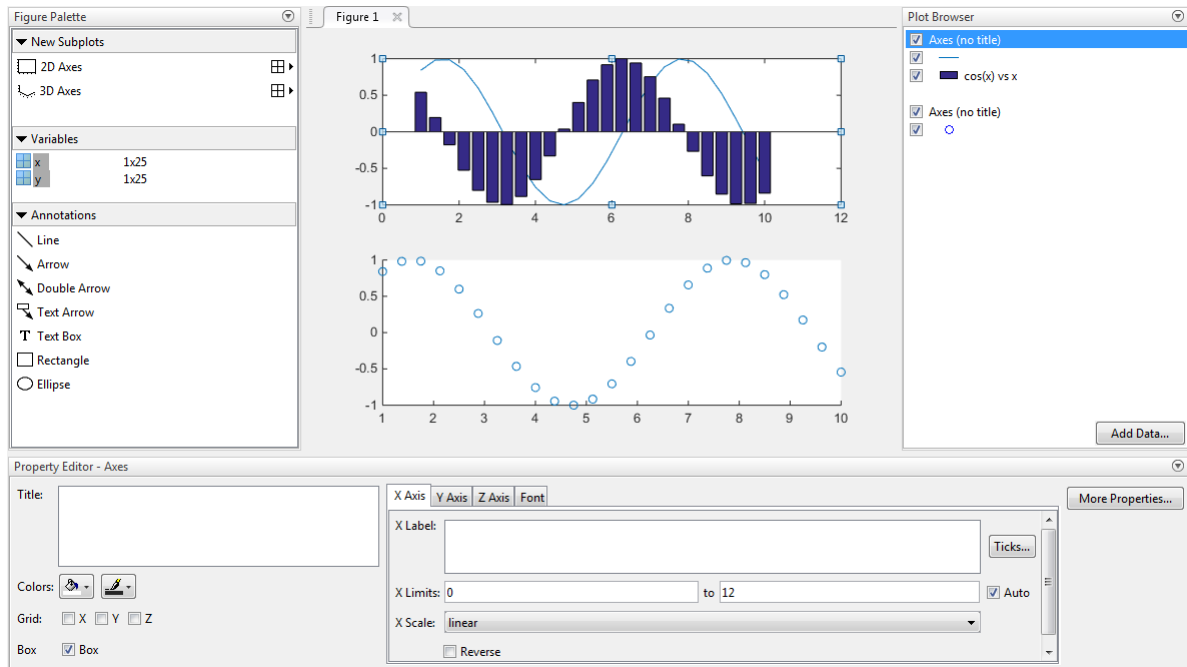 Figure Palette
New Subplots
2D Axes
3D Axes
Variables
x 1x25
y 1x25
Annotations
Line
Arrow
Double Arrow
Text Arrow
T Text Box
Rectangle
Ellipse
Figure 1
1
0.5
0
-0.5
-1
0 2 4 6 8 10 12
1
0.5
0
-0.5
-1
1 2 3 4 5 6 7 8 9 10
Plot Browser
Axes (no title)
cos(x) vs x
Axes (no title)
Add Data...
Property Editor - Axes
Title:
Colors:
Grid: X Y Z
Box Box
X Axis Y Axis Z Axis Font
X Label:
Ticks...
X Limits: 0 to 12 Auto
X Scale: linear
Reverse
More Properties...